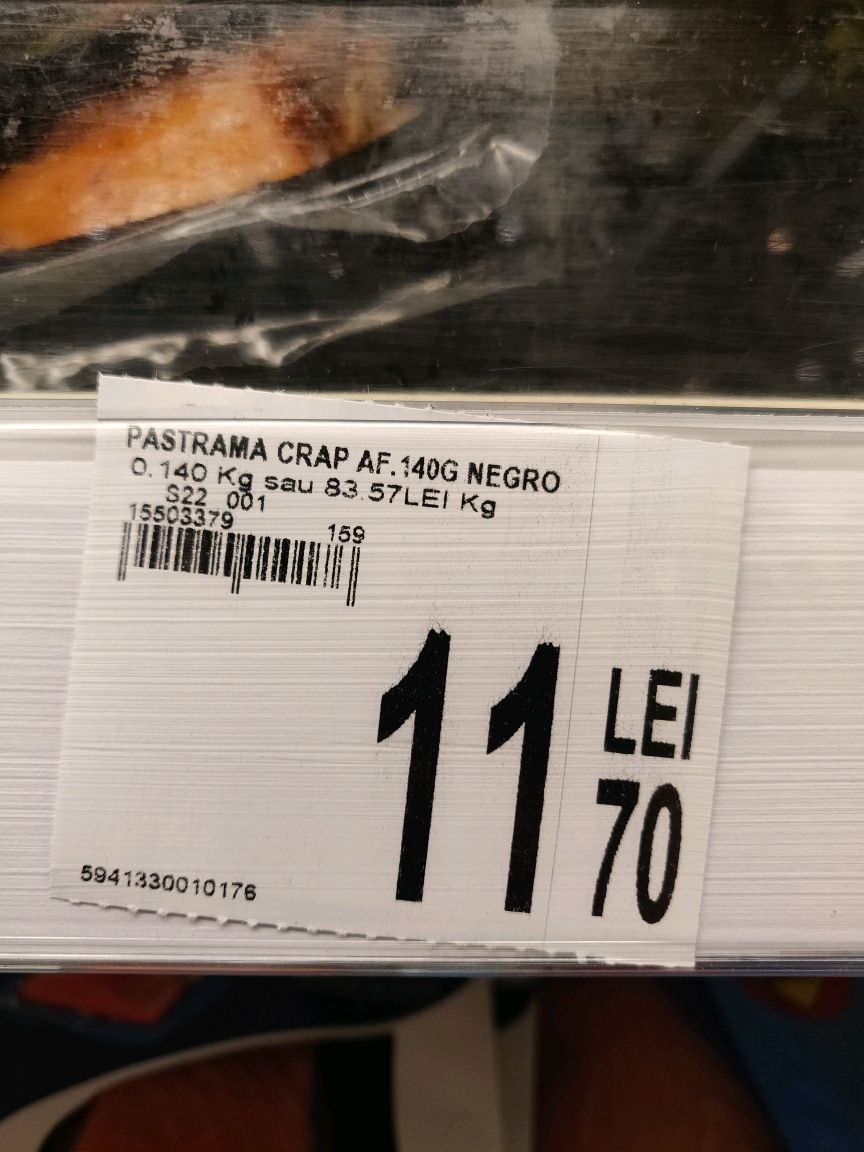 PASTRAMA CRAP AF.140G NEGRO
0.140 Kg sau 83.57LEI Kg
S22 001
15503379 159
11 LEI 70
5941330010176